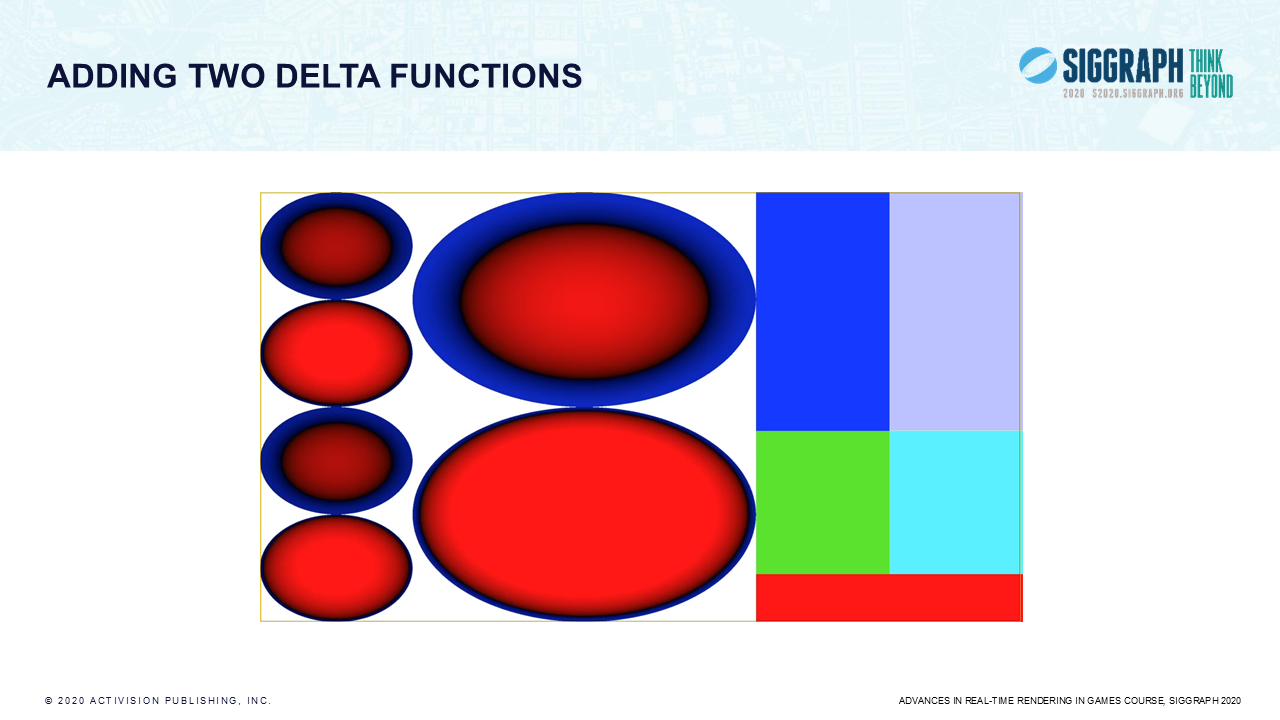 ADDING TWO DELTA FUNCTIONS
SIGGRAPH
THINK
BEYOND
2020 S2020.SIGGRAPH.ORG
© 2020 ACTIVISION PUBLISHING, INC.
ADVANCES IN REAL-TIME RENDERING IN GAMES COURSE, SIGGRAPH 2020